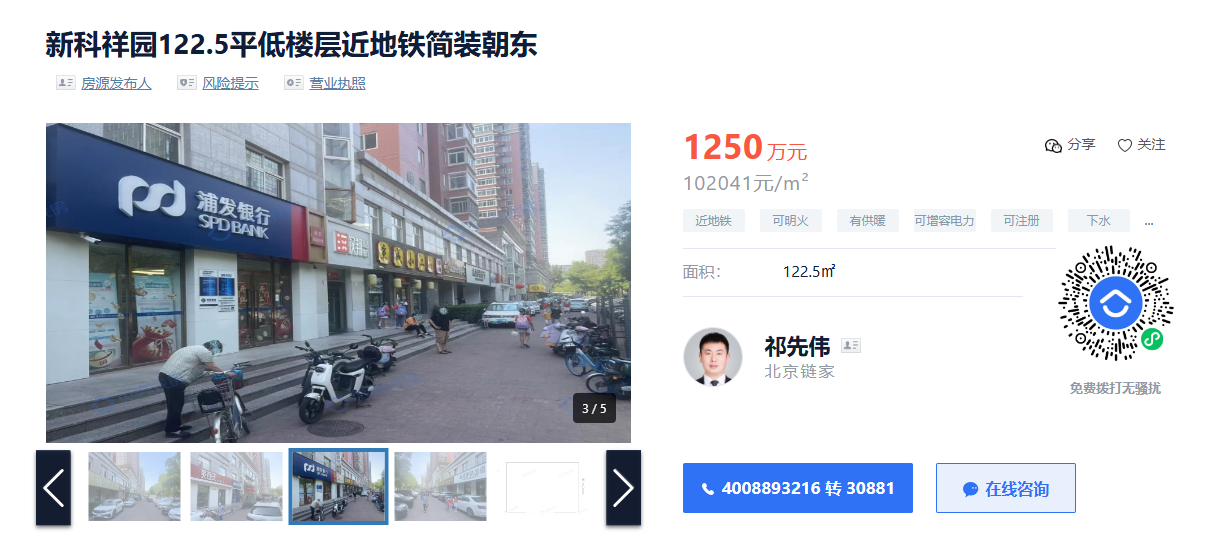 新科祥园122.5平低楼层近地铁简装朝东
房源发布人
风险提示
营业执照
浦发银行
SPD BANK
3 / 5
1250 万元
102041元/m²
分享
关注
近地铁
可明火
有供暖
可增容电力
可注册
下水
...
面积：
122.5㎡
祁先伟
北京链家
免费拨打无骚扰
4008893216 转 30881
在线咨询